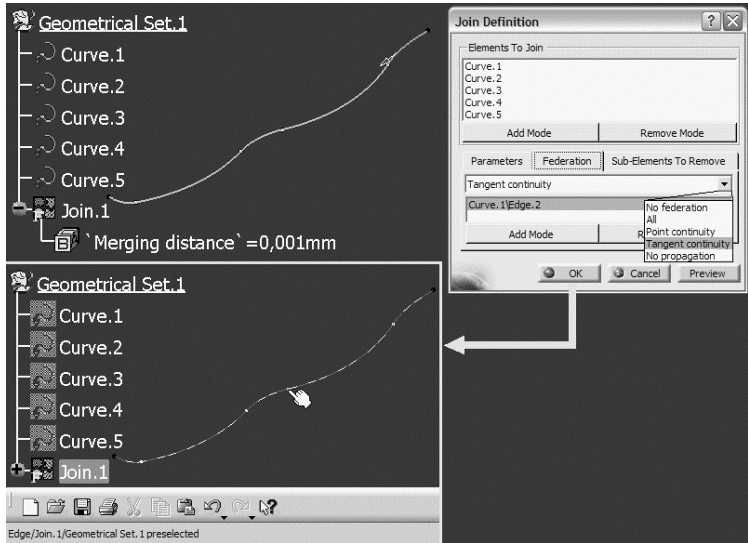 Geometrical Set.1
Curve.1
Curve.2
Curve.3
Curve.4
Curve.5
Join.1
`Merging distance`=0,001mm
Join Definition
Elements To Join
Curve.1
Curve.2
Curve.3
Curve.4
Curve.5
Add Mode
Remove Mode
Parameters
Federation
Sub-Elements To Remove
Tangent continuity
Curve.1\Edge.2
No federation
All
Point continuity
Tangent continuity
No propagation
Add Mode
OK
Cancel
Preview
Geometrical Set.1
Curve.1
Curve.2
Curve.3
Curve.4
Curve.5
Join.1
Edge/Join.1/Geometrical Set.1 preselected